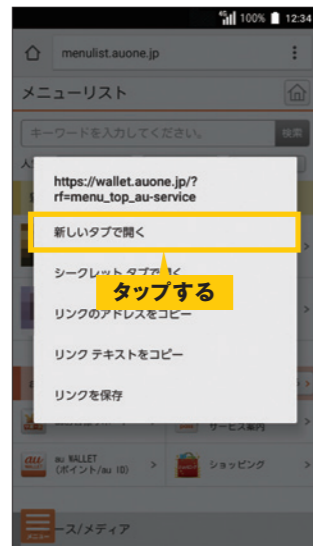 4G 100% 12:34
menulist.auone.jp
メニューリスト
キーワードを入力してください。 検索
人
https://wallet.auone.jp/?
rf=menu_top_au-service
新しいタブで開く
シークレット タブで開く
タップする
リンクのアドレスをコピー
リンク テキストをコピー
リンクを保存
サービス案内
au WALLET
(ポイント/au ID)
ショッピング
メニュー
ース/メディア